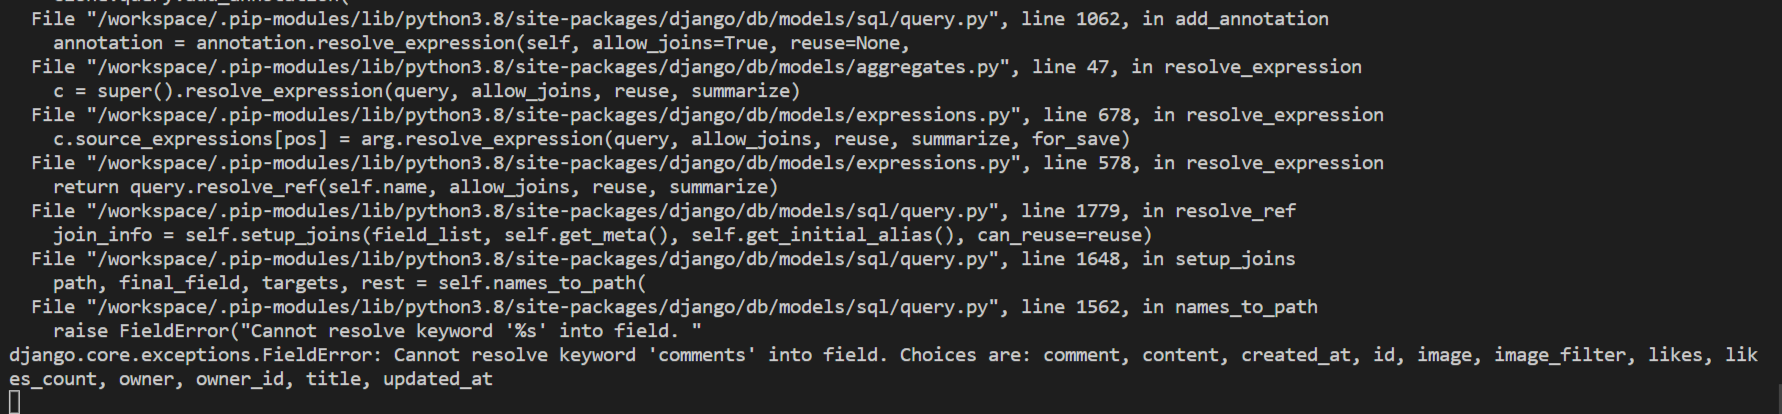 File "/workspace/.pip-modules/lib/python3.8/site-packages/django/db/models/sql/query.py", line 1062, in add_annotation
annotation = annotation.resolve_expression(self, allow_joins=True, reuse=None,
File "/workspace/.pip-modules/lib/python3.8/site-packages/django/db/models/aggregates.py", line 47, in resolve_expression
c = super().resolve_expression(query, allow_joins, reuse, summarize)
File "/workspace/.pip-modules/lib/python3.8/site-packages/django/db/models/expressions.py", line 678, in resolve_expression
c.source_expressions[pos] = arg.resolve_expression(query, allow_joins, reuse, summarize, for_save)
File "/workspace/.pip-modules/lib/python3.8/site-packages/django/db/models/expressions.py", line 578, in resolve_expression
return query.resolve_ref(self.name, allow_joins, reuse, summarize)
File "/workspace/.pip-modules/lib/python3.8/site-packages/django/db/models/sql/query.py", line 1779, in resolve_ref
join_info = self.setup_joins(field_list, self.get_meta(), self.get_initial_alias(), can_reuse=reuse)
File "/workspace/.pip-modules/lib/python3.8/site-packages/django/db/models/sql/query.py", line 1648, in setup_joins
path, final_field, targets, rest = self.names_to_path(
File "/workspace/.pip-modules/lib/python3.8/site-packages/django/db/models/sql/query.py", line 1562, in names_to_path
raise FieldError("Cannot resolve keyword '%s' into field. "
django.core.exceptions.FieldError: Cannot resolve keyword 'comments' into field. Choices are: comment, content, created_at, id, image, image_filter, likes, lik
es_count, owner, owner_id, title, updated_at